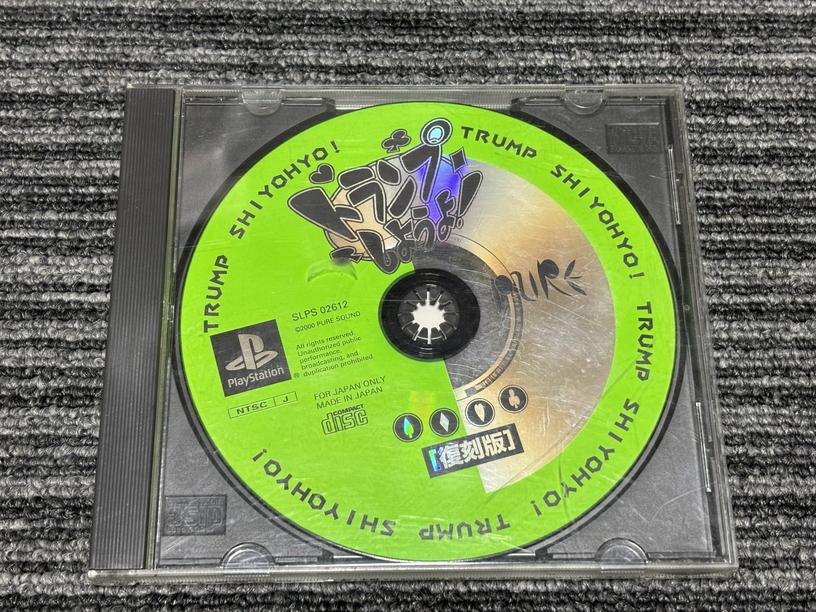 TRUMP SHIYOHYO!
TRUMP SHIYOHYO!
TRUMP SHIYOHYO!
TRUMP SHIYOHYO!
トランプ
しようよ!
PURE
SLPS 02612
©2000 PURE SOUND
All rights reserved.
Unauthorized public
performance,
broadcasting, and
duplication prohibited.
PlayStation
®
NTSC J
FOR JAPAN ONLY
MADE IN JAPAN
COMPACT
disc
[復刻版]